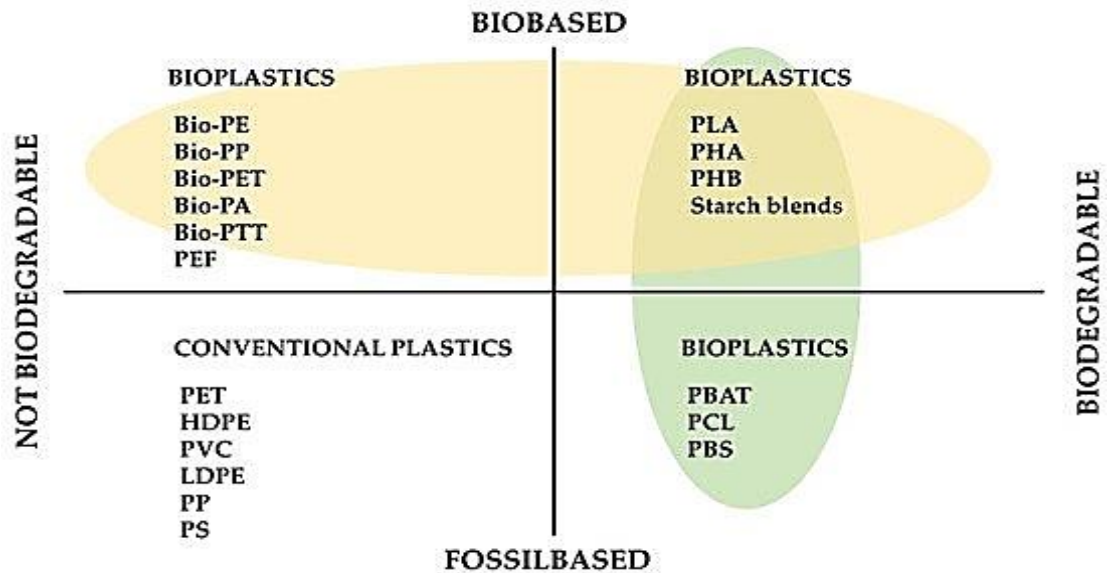 BIOBASED
NOT BIODEGRADABLE
BIOPLASTICS
Bio-PE
Bio-PP
Bio-PET
Bio-PA
Bio-PTT
PEF
BIOPLASTICS
PLA
PHA
PHB
Starch blends
BIODEGRADABLE
CONVENTIONAL PLASTICS
PET
HDPE
PVC
LDPE
PP
PS
BIOPLASTICS
PBAT
PCL
PBS
FOSSILBASED